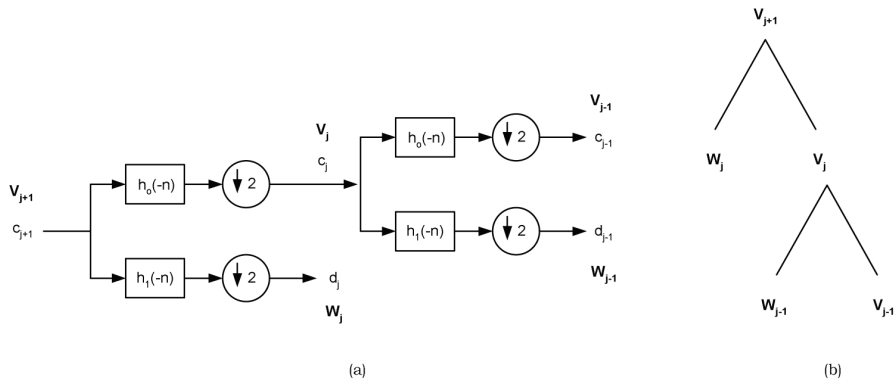 V_{j+1}
c_{j+1}
h_o(-n)
2
h_1(-n)
2
d_j
W_j
V_j
c_j
h_o(-n)
2
V_{j-1}
c_{j-1}
h_1(-n)
2
d_{j-1}
W_{j-1}
(a)
V_{j+1}
W_j V_j
W_{j-1} V_{j-1}
(b)